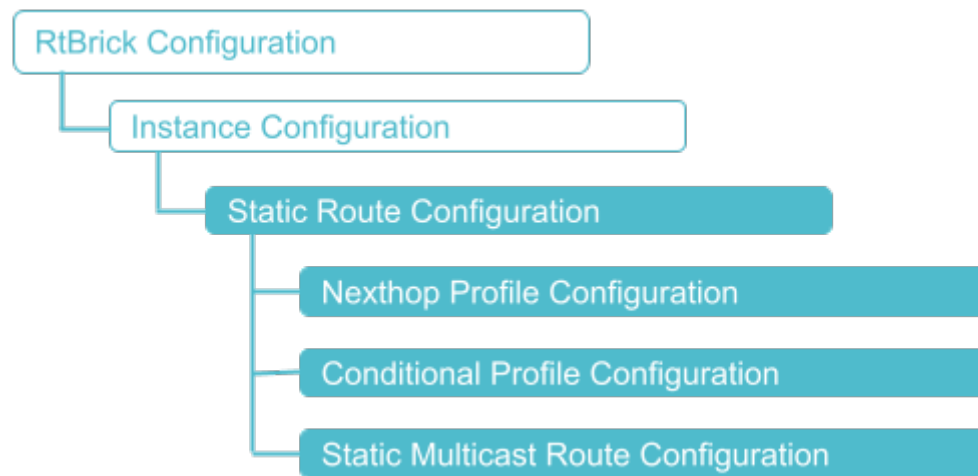 RtBrick Configuration
Instance Configuration
Static Route Configuration
Nexthop Profile Configuration
Conditional Profile Configuration
Static Multicast Route Configuration